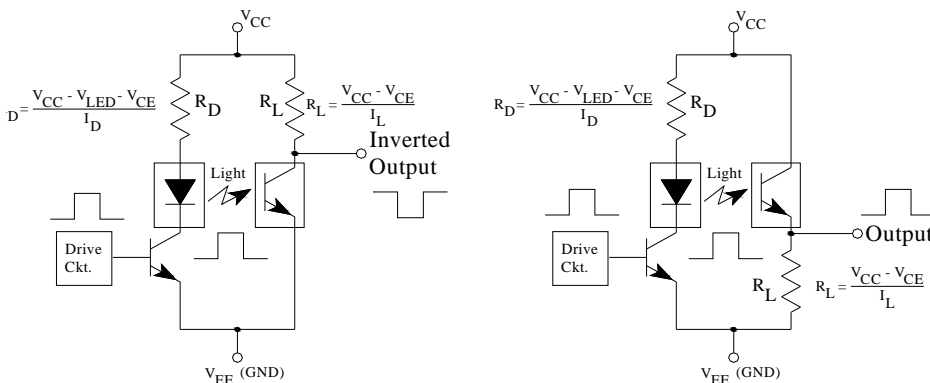 V_CC
D = (V_CC - V_LED - V_CE) / I_D
R_D
R_L
R_L = (V_CC - V_CE) / I_L
Inverted
Output
Light
Drive
Ckt.
V_EE (GND)
V_CC
R_D = (V_CC - V_LED - V_CE) / I_D
R_D
Light
Drive
Ckt.
Output
R_L
R_L = (V_CC - V_CE) / I_L
V_EE (GND)